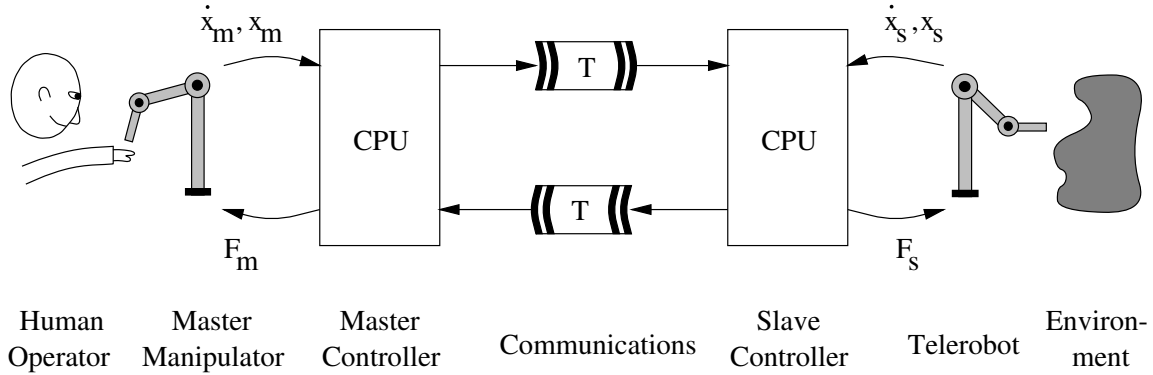 ẋm, xm
ẋs, xs
T
CPU
CPU
T
Fm
Fs
Human
Operator
Master
Manipulator
Master
Controller
Communications
Slave
Controller
Telerobot
Environ-
ment